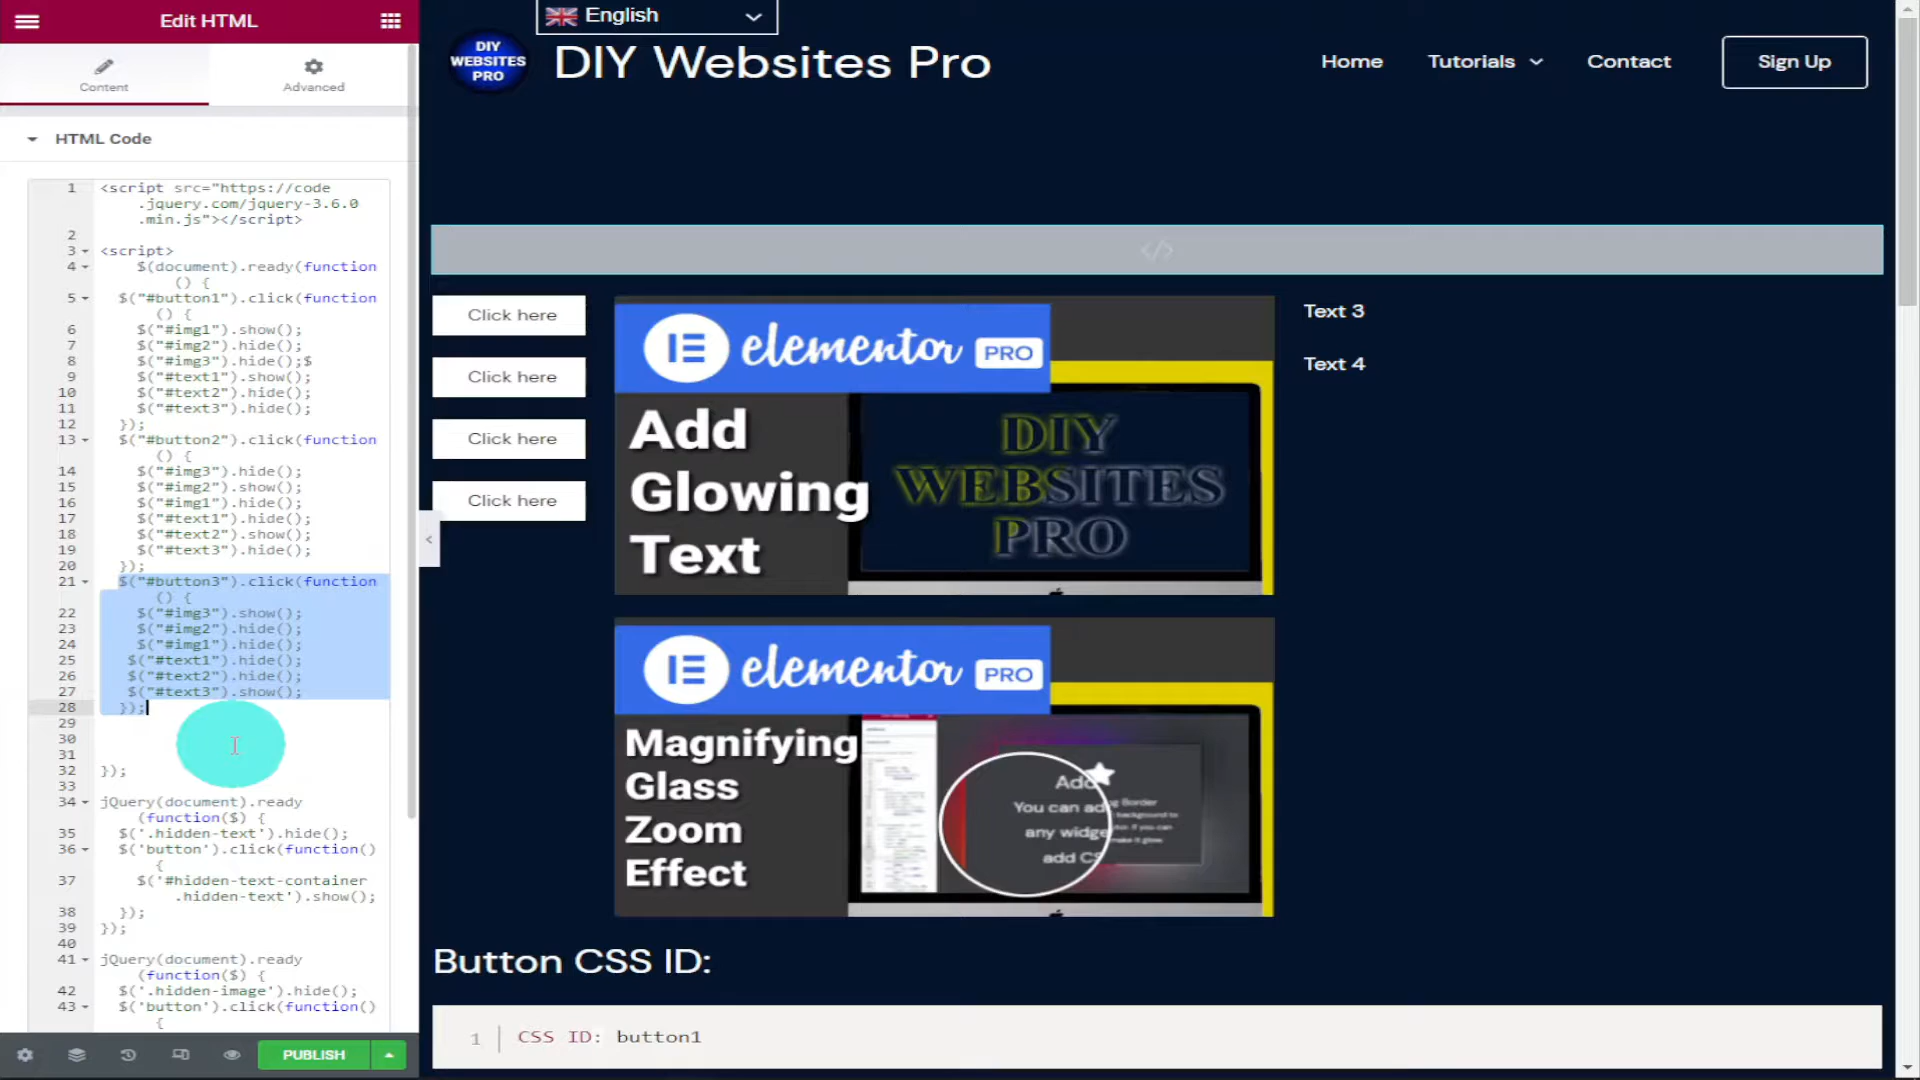 Edit HTML
Content
Advanced
HTML Code
1 <script src="https://code
.jquery.com/jquery-3.6.0
.min.js"></script>
2
3 <script>
4 $(document).ready(function
() {
5 $("#button1").click(function
() {
6 $("#img1").show();
7 $("#img2").hide();
8 $("#img3").hide();$
9 $("#text1").show();
10 $("#text2").hide();
11 $("#text3").hide();
12 });
13 $("#button2").click(function
() {
14 $("#img3").hide();
15 $("#img2").show();
16 $("#img1").hide();
17 $("#text1").hide();
18 $("#text2").show();
19 $("#text3").hide();
20 });
21 $("#button3").click(function
() {
22 $("#img3").show();
23 $("#img2").hide();
24 $("#img1").hide();
25 $("#text1").hide();
26 $("#text2").hide();
27 $("#text3").show();
28 });
29
30
31
32 });
33
34 jQuery(document).ready
(function($) {
35 $('.hidden-text').hide();
36 $('button').click(function()
{
37 $('#hidden-text-container
.hidden-text').show();
38 });
39 });
40
41 jQuery(document).ready
(function($) {
42 $('.hidden-image').hide();
43 $('button').click(function()
{
PUBLISH
English
DIY
WEBSITES
PRO
DIY Websites Pro
Home
Tutorials
Contact
Sign Up
</>
Click here
Click here
Click here
Click here
elementor PRO
Add
Glowing
Text
DIY
WEBSITES
PRO
Text 3
Text 4
elementor PRO
Magnifying
Glass
Zoom
Effect
Add
You can ad
any widge
add CS
Button CSS ID:
1 CSS ID: button1